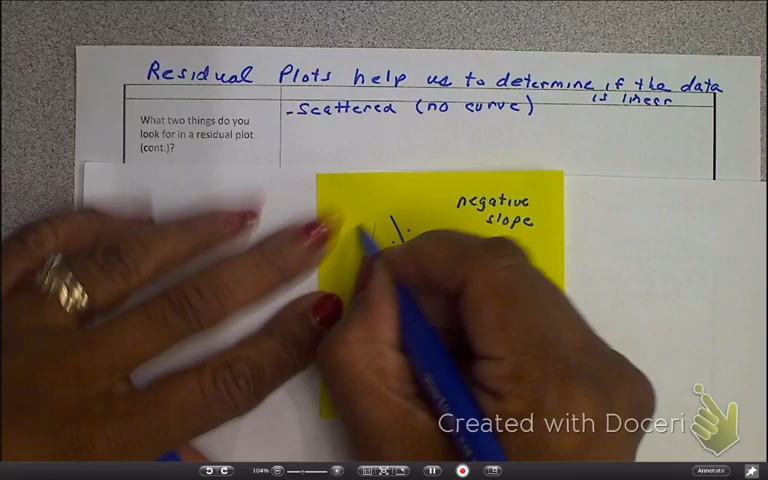 Residual Plots help us to determine if the data
is linear
- Scattered (no curve)
What two things do you
look for in a residual plot
(cont.)?
negative
slope
Created with Doceri
104%
Annotate